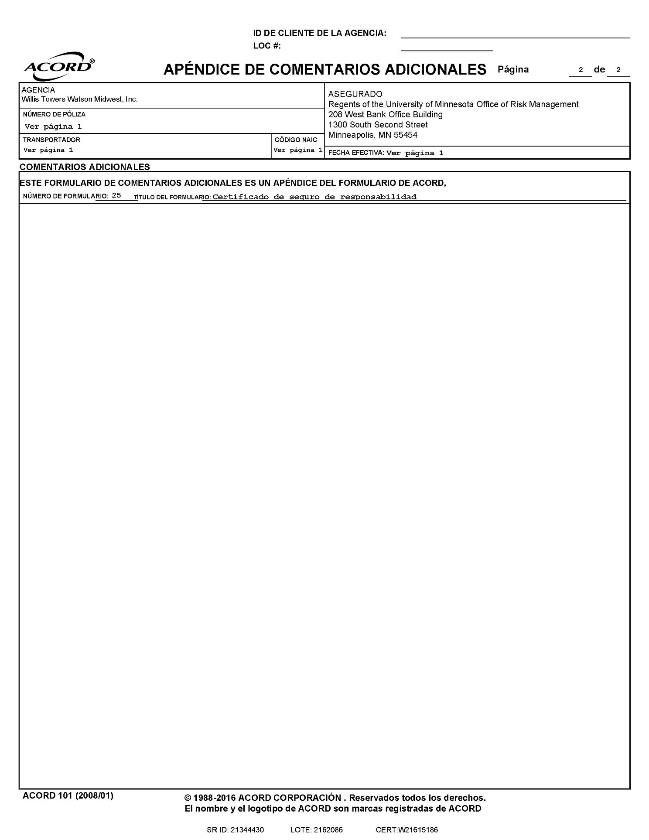 ID DE CLIENTE DE LA AGENCIA:
LOC #:
ACORD®
APÉNDICE DE COMENTARIOS ADICIONALES Página 2 de 2
AGENCIA
Willis Towers Watson Midwest, Inc.
NÚMERO DE PÓLIZA
Ver página 1
TRANSPORTADOR
Ver página 1
CÓDIGO NAIC
Ver página 1
ASEGURADO
Regents of the University of Minnesota Office of Risk Management
208 West Bank Office Building
1300 South Second Street
Minneapolis, MN 55454
FECHA EFECTIVA: Ver página 1
COMENTARIOS ADICIONALES
ESTE FORMULARIO DE COMENTARIOS ADICIONALES ES UN APÉNDICE DEL FORMULARIO DE ACORD,
NÚMERO DE FORMULARIO: 25 TÍTULO DEL FORMULARIO: Certificado de seguro de responsabilidad
ACORD 101 (2008/01)
© 1988-2016 ACORD CORPORACIÓN . Reservados todos los derechos.
El nombre y el logotipo de ACORD son marcas registradas de ACORD
SR ID: 21344430 LOTE: 2162086 CERT:W21615186